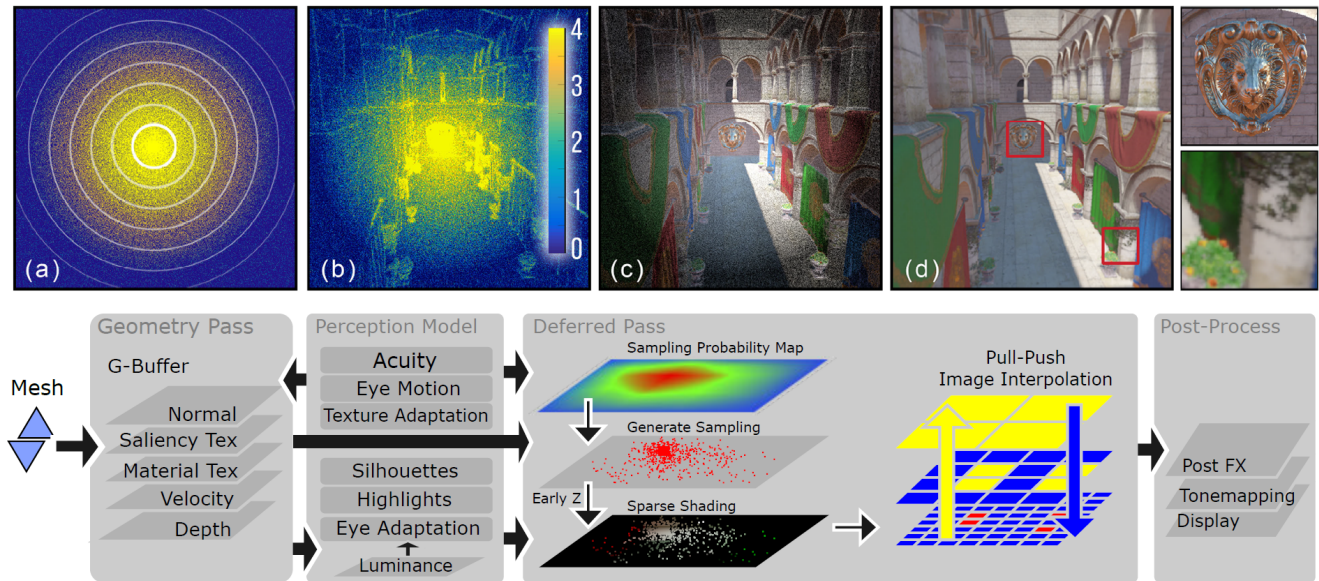 (a)
(b)
4
3
2
1
0
(c)
(d)
Geometry Pass
Perception Model
Deferred Pass
Post-Process
Mesh
G-Buffer
Normal
Saliency Tex
Material Tex
Velocity
Depth
Acuity
Eye Motion
Texture Adaptation
Silhouettes
Highlights
Eye Adaptation
Luminance
Sampling Probability Map
Generate Sampling
Early Z
Sparse Shading
Pull-Push
Image Interpolation
Post FX
Tonemapping
Display